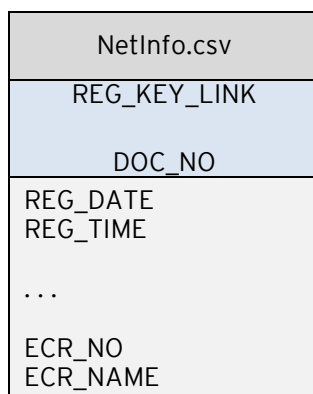 NetInfo.csv
REG_KEY_LINK
DOC_NO
REG_DATE
REG_TIME
...
ECR_NO
ECR_NAME